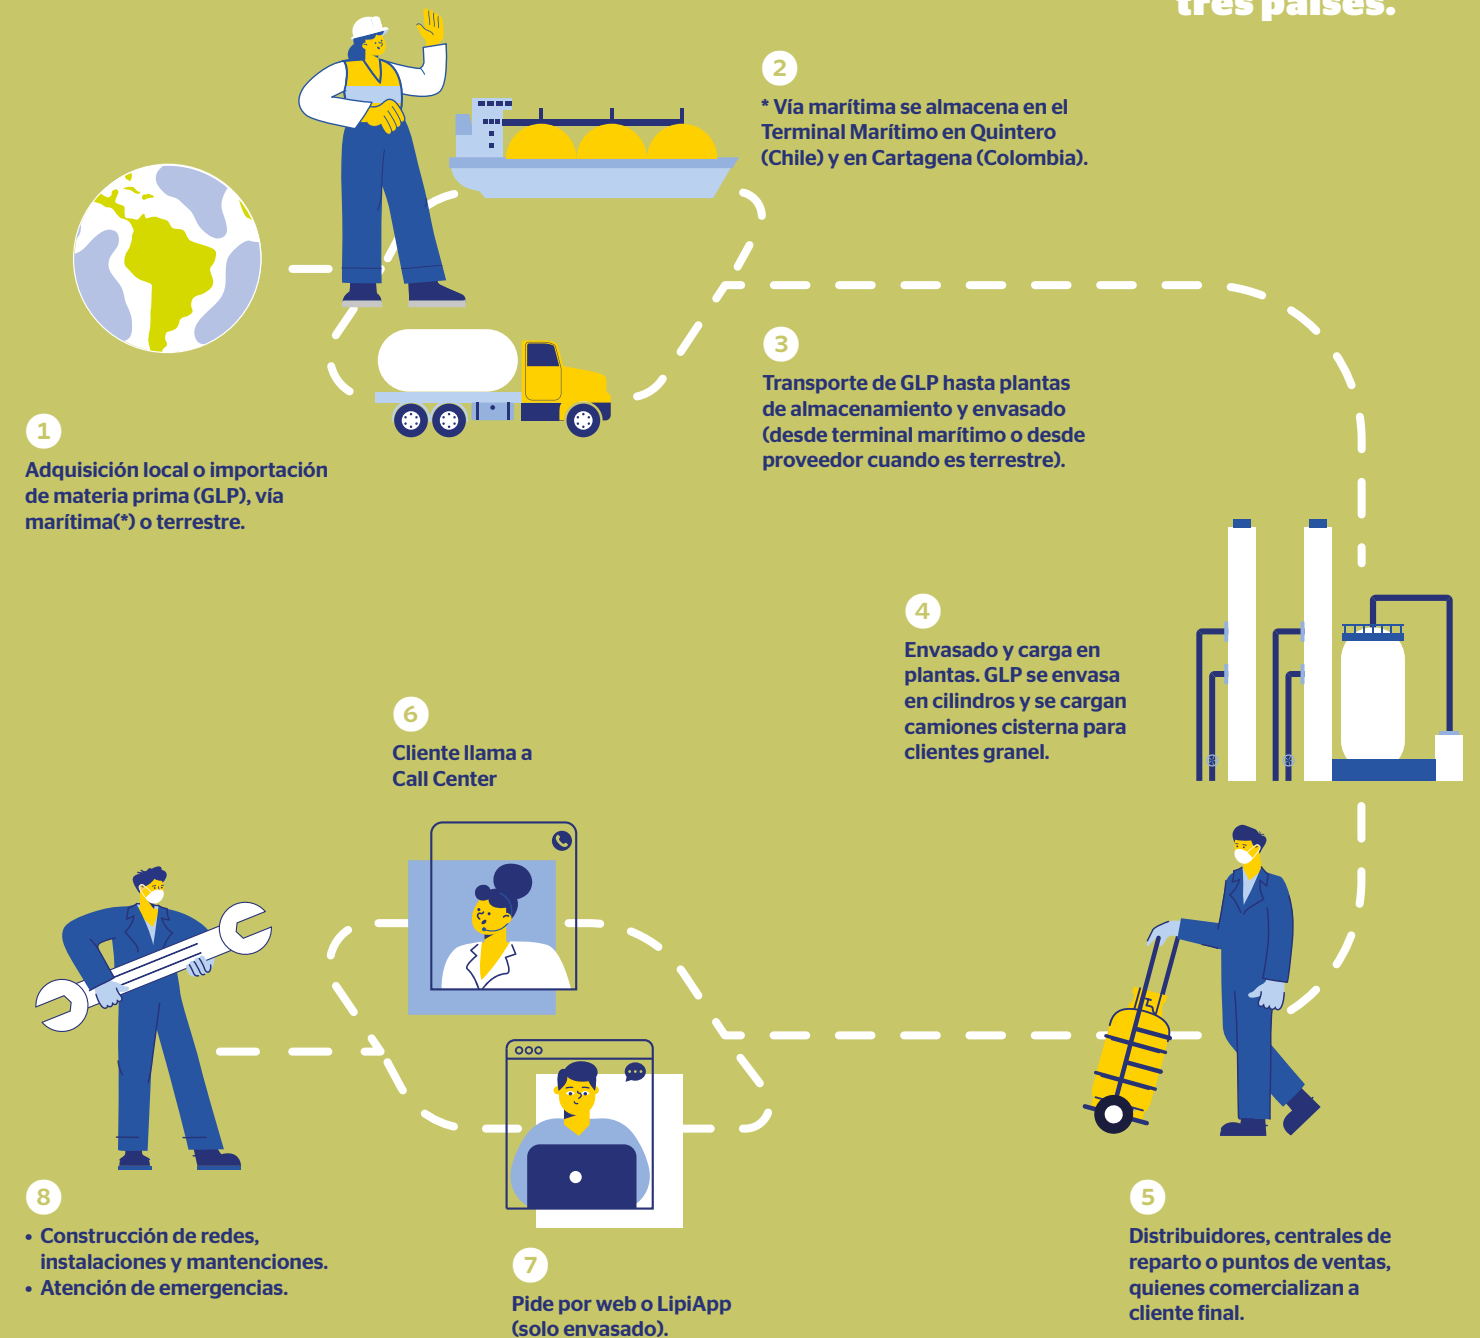 tres países.
2
* Vía marítima se almacena en el
Terminal Marítimo en Quintero
(Chile) y en Cartagena (Colombia).
3
Transporte de GLP hasta plantas
de almacenamiento y envasado
(desde terminal marítimo o desde
proveedor cuando es terrestre).
1
Adquisición local o importación
de materia prima (GLP), vía
marítima(*) o terrestre.
4
Envasado y carga en
plantas. GLP se envasa
en cilindros y se cargan
camiones cisterna para
clientes granel.
6
Cliente llama a
Call Center
8
• Construcción de redes,
instalaciones y mantenciones.
• Atención de emergencias.
7
Pide por web o LipiApp
(solo envasado).
5
Distribuidores, centrales de
reparto o puntos de ventas,
quienes comercializan a
cliente final.